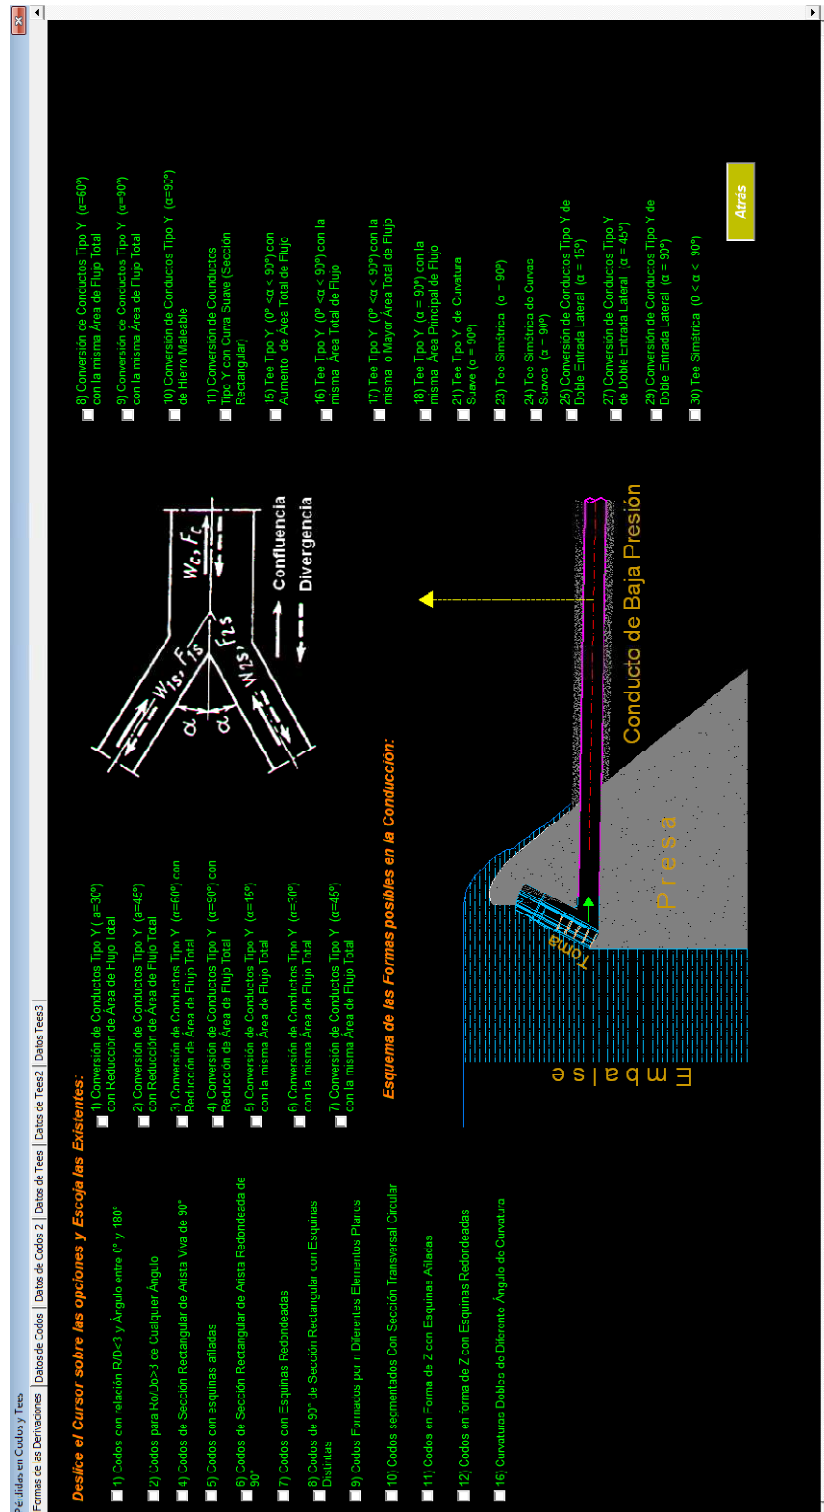 Pérdidas en Codos y Tees
Formas de las Derivaciones
Datos de Codos
Datos de Codos 2
Datos de Tees
Datos de Tees2
Datos Tees3
Deslice el Cursor sobre las opciones y Escoja las Existentes:
1) Codos con relación R/D<3 y Ángulo entre 0° y 180°
2) Codos para Ro/Do>3 de Cualquier Ángulo
4) Codos de Sección Rectangular de Arista Viva de 90°
5) Codos con esquinas afiladas
6) Codos de Sección Rectangular de Arista Redondeada de
90°
7) Codos con Esquinas Redondeadas
8) Codos de 90° de Sección Rectangular con Esquinas
Distintas
9) Codos Formados por n Diferentes Elementos Planos
10) Codos segmentados Con Sección Transversal Circular
11) Codos en Forma de Z con Esquinas Afiladas
12) Codos en forma de Z con Esquinas Redondeadas
16) Curvaturas Dobles de Diferente Ángulo de Curvatura
1) Conversión de Conductos Tipo Y ( a=30°)
con Reducción de Área de Flujo Total
2) Conversión de Conductos Tipo Y (a=45°)
con Reducción de Área de Flujo Total
3) Conversión de Conductos Tipo Y (α=60°) con
Reducción de Área de Flujo Total
4) Conversión de Conductos Tipo Y (α=90°) con
Reducción de Área de Flujo Total
5) Conversión de Conductos Tipo Y (α=15°)
con la misma Área de Flujo Total
6) Conversión de Conductos Tipo Y (α=30°)
con la misma Área de Flujo Total
7) Conversión de Conductos Tipo Y (α=45°)
con la misma Área de Flujo Total
W1s, F1s
W2s, F2s
Wc, Fc
α
α
Confluencia
Divergencia
8) Conversión de Conductos Tipo Y (α=60°)
con la misma Área de Flujo Total
9) Conversión de Conductos Tipo Y (α=90°)
con la misma Área de Flujo Total
10) Conversión de Conductos Tipo Y (α=90°)
de Hierro Maleable
11) Conversión de Counductos
Tipo Y con Curva Suave (Sección
Rectangular)
15) Tee Tipo Y (0° <α < 90°) con
Aumento de Área Total de Flujo
16) Tee Tipo Y (0° <α < 90°) con la
misma Área Total de Flujo
17) Tee Tipo Y (0° <α < 90°) con la
misma o Mayor Área Total de Flujo
18) Tee Tipo Y (α = 90°) con la
misma Área Principal de Flujo
21) Tee Tipo Y de Curvatura
Suave (α = 90°)
23) Tee Simétrica (α = 90°)
24) Tee Simétrica de Curvas
Suaves (α = 90°)
25) Conversión de Conductos Tipo Y de
Doble Entrada Lateral (α = 15°)
27) Conversión de Conductos Tipo Y
de Doble Entrada Lateral (α = 45°)
29) Conversión de Conductos Tipo Y de
Doble Entrada Lateral (α = 90°)
30) Tee Simétrica (0 < α < 90°)
Esquema de las Formas posibles en la Conducción:
Embalse
Toma
Presa
Conducto de Baja Presión
Atrás